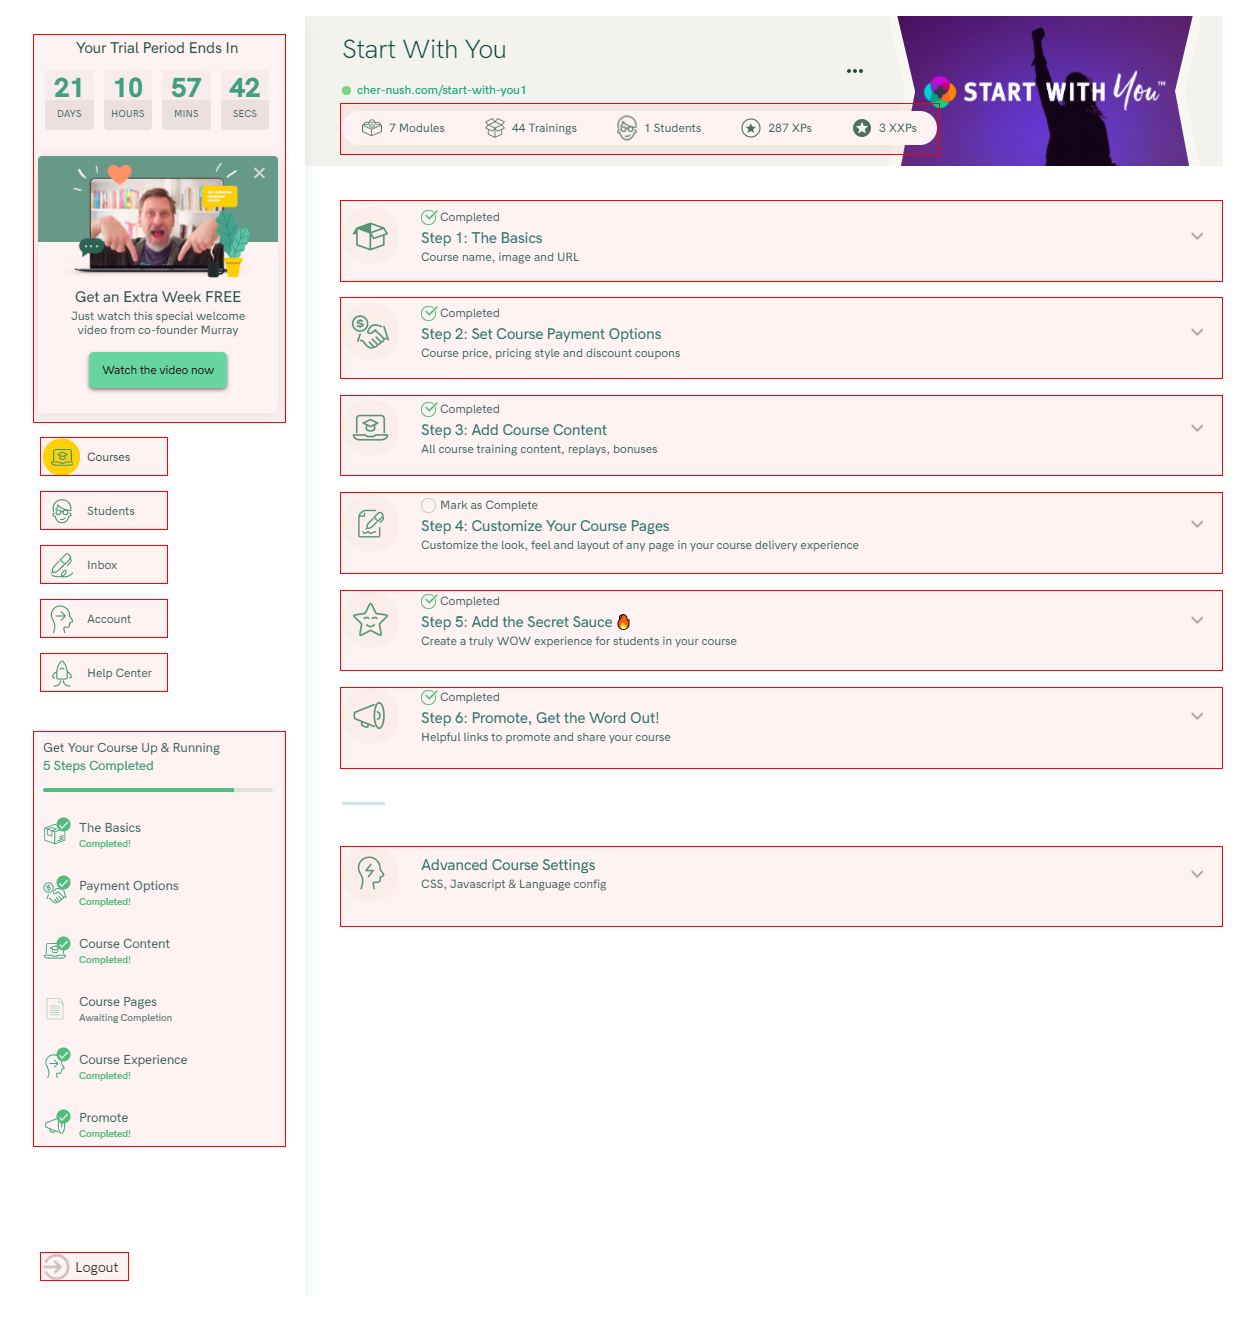 Your Trial Period Ends In
21 10 57 42
DAYS HOURS MINS SECS
Get an Extra Week FREE
Just watch this special welcome
video from co-founder Murray
Watch the video now
Courses
Students
Inbox
Account
Help Center
Get Your Course Up & Running
5 Steps Completed
The Basics
Completed!
Payment Options
Completed!
Course Content
Completed!
Course Pages
Awaiting Completion
Course Experience
Completed!
Promote
Completed!
Logout
Start With You
cher-nush.com/start-with-you1
7 Modules 44 Trainings 1 Students 287 XPs 3 XXPs
START WITH You™
Completed
Step 1: The Basics
Course name, image and URL
Completed
Step 2: Set Course Payment Options
Course price, pricing style and discount coupons
Completed
Step 3: Add Course Content
All course training content, replays, bonuses
Mark as Complete
Step 4: Customize Your Course Pages
Customize the look, feel and layout of any page in your course delivery experience
Completed
Step 5: Add the Secret Sauce 🔥
Create a truly WOW experience for students in your course
Completed
Step 6: Promote, Get the Word Out!
Helpful links to promote and share your course
Advanced Course Settings
CSS, Javascript & Language config